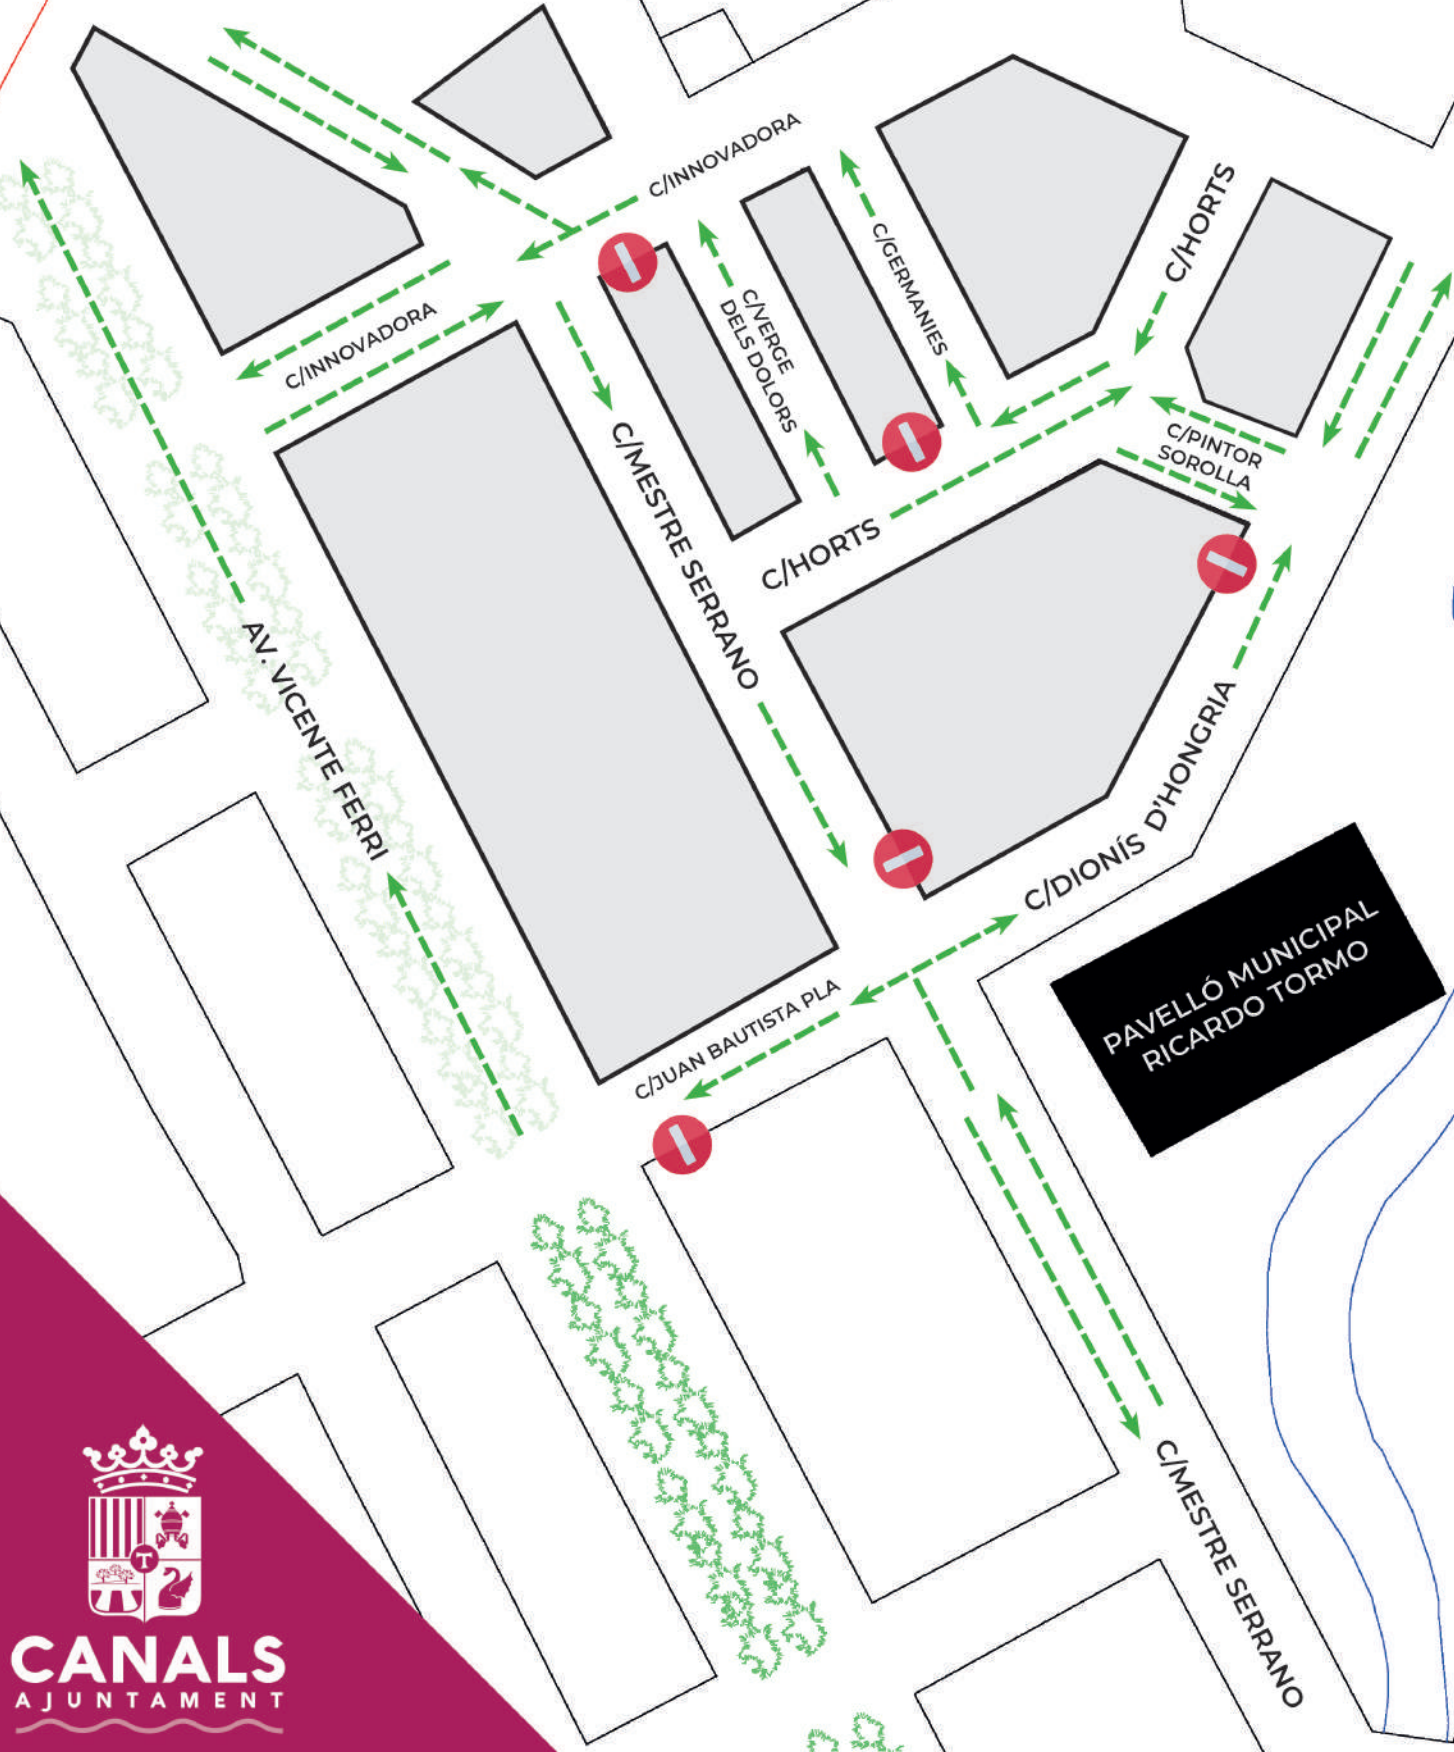 C/INNOVADORA
C/HORTS
C/GERMANIES
C/VERGE
DELS DOLORS
C/INNOVADORA
C/PINTOR
SOROLLA
C/MESTRE SERRANO
C/HORTS
AV. VICENTE FERRI
C/DIONÍS D'HONGRIA
PAVELLÓ MUNICIPAL
RICARDO TORMO
C/JUAN BAUTISTA PLA
C/MESTRE SERRANO
T
CANALS
AJUNTAMENT